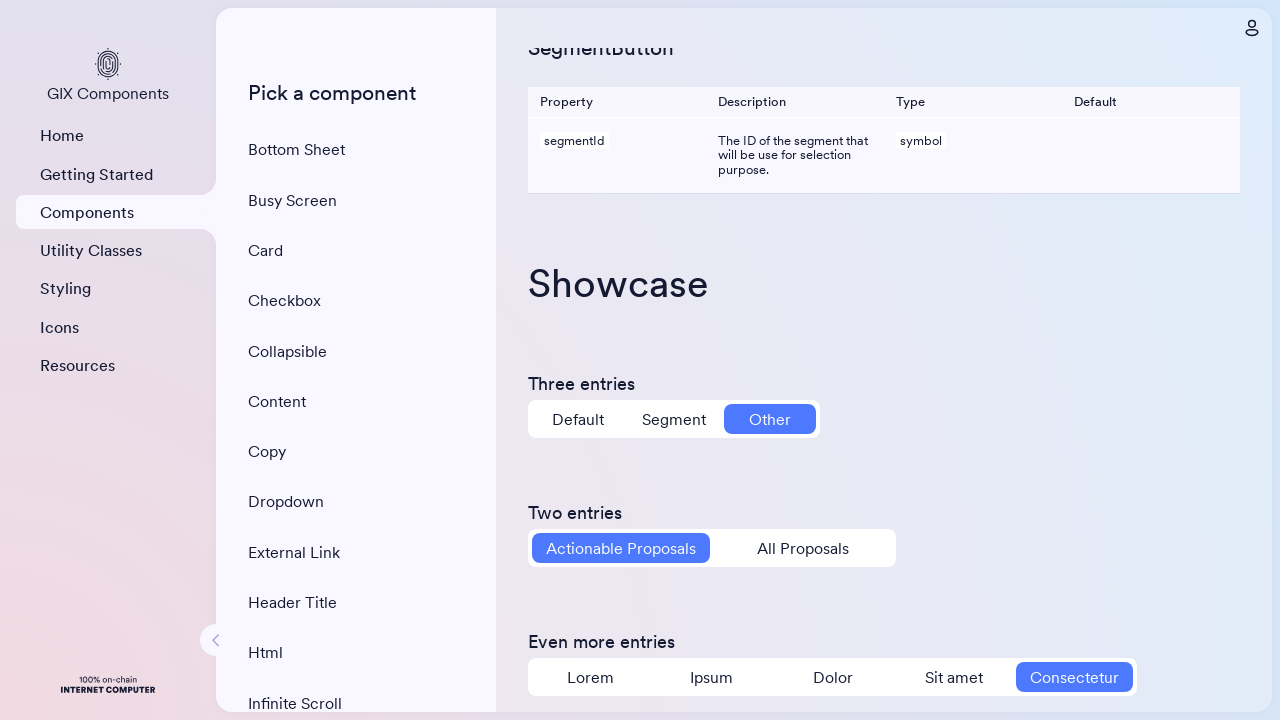 GIX Components
Home
Getting Started
Components
Utility Classes
Styling
Icons
Resources
100% on-chain
INTERNET COMPUTER
Pick a component
Bottom Sheet
Busy Screen
Card
Checkbox
Collapsible
Content
Copy
Dropdown
External Link
Header Title
Html
Infinite Scroll
SegmentButton
Property Description Type Default
segmentId The ID of the segment that symbol
will be use for selection
purpose.
Showcase
Three entries
Default Segment Other
Two entries
Actionable Proposals All Proposals
Even more entries
Lorem Ipsum Dolor Sit amet Consectetur